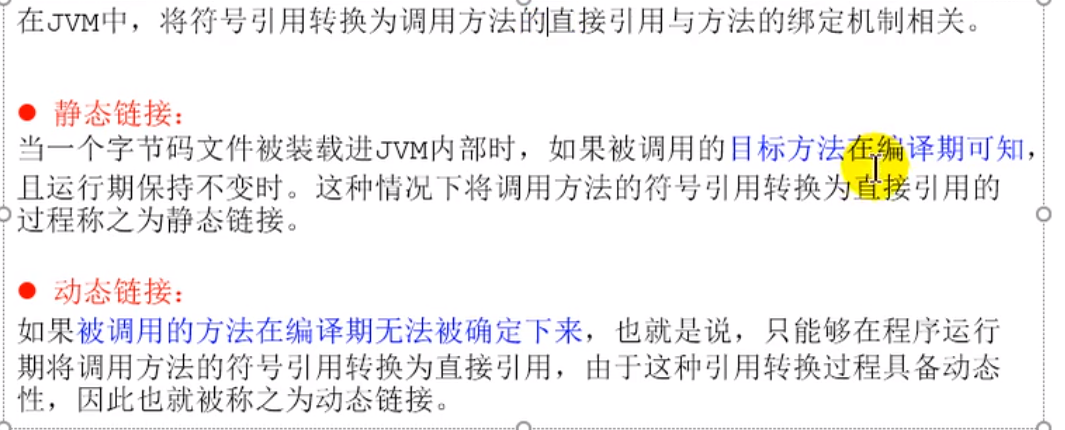 在JVM中，将符号引用转换为调用方法的直接引用与方法的绑定机制相关。
● 静态链接：
当一个字节码文件被装载进JVM内部时，如果被调用的目标方法在编译期可知，
且运行期保持不变时。这种情况下将调用方法的符号引用转换为直接引用的
过程称之为静态链接。
● 动态链接：
如果被调用的方法在编译期无法被确定下来，也就是说，只能够在程序运行
期将调用方法的符号引用转换为直接引用，由于这种引用转换过程具备动态
性，因此也就被称之为动态链接。